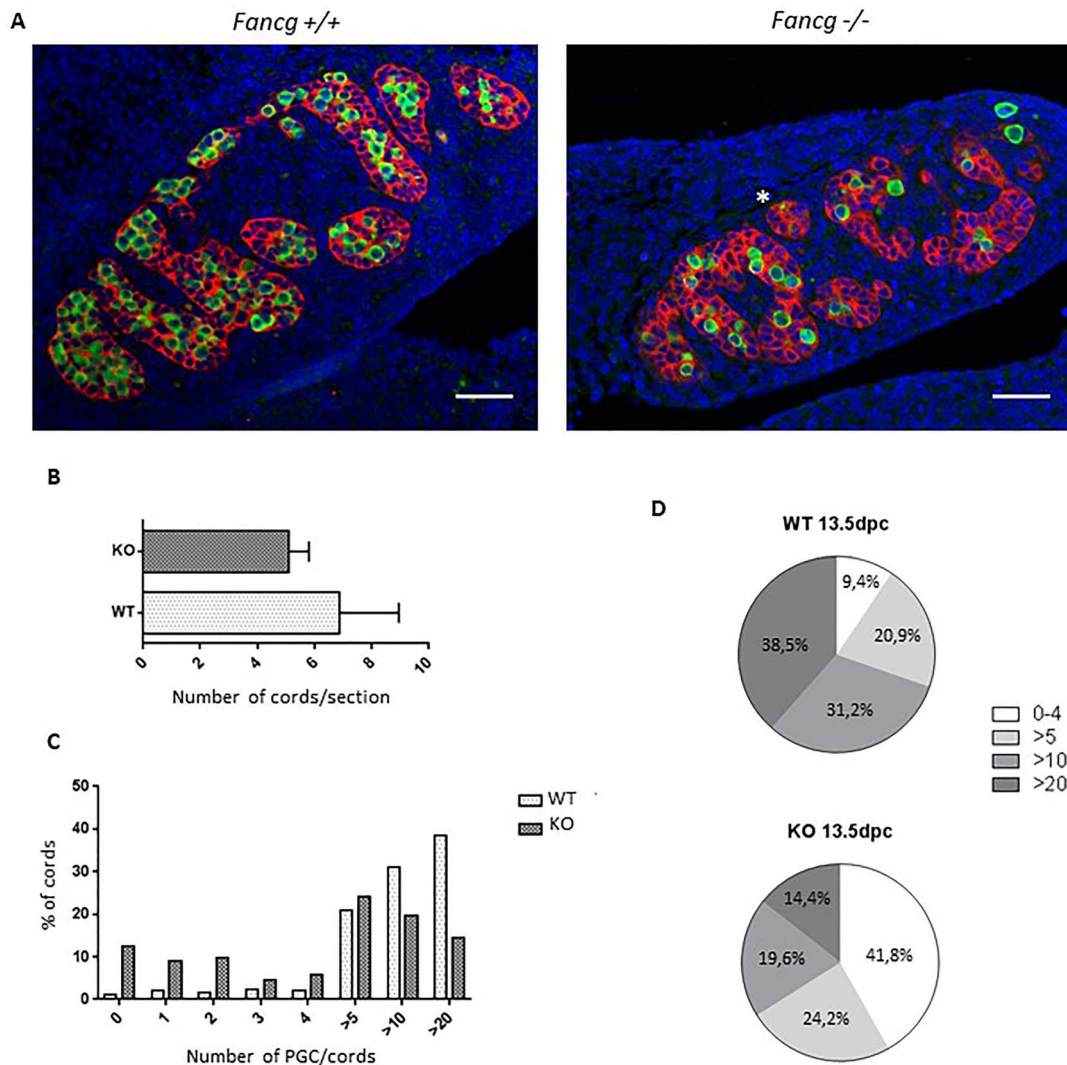 A
Fancg +/+
Fancg -/-
*
B
KO
WT
0
2
4
6
8
10
Number of cords/section
C
50
40
30
20
10
0
% of cords
0
1
2
3
4
>5
>10
>20
Number of PGC/cords
WT
KO
D
WT 13.5dpc
9,4%
20,9%
31,2%
38,5%
0-4
>5
>10
>20
KO 13.5dpc
14,4%
41,8%
19,6%
24,2%